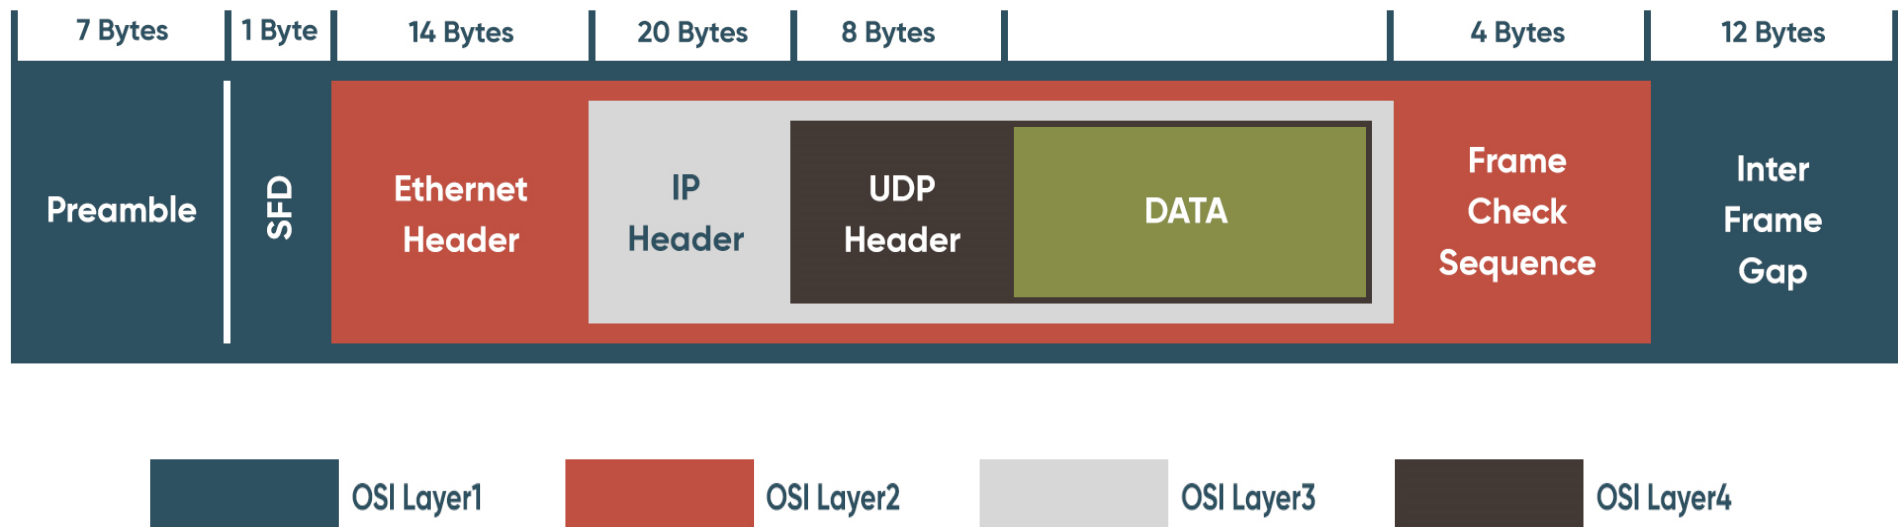 7 Bytes
1 Byte
14 Bytes
20 Bytes
8 Bytes
4 Bytes
12 Bytes
Preamble
SFD
Ethernet
Header
IP
Header
UDP
Header
DATA
Frame
Check
Sequence
Inter
Frame
Gap
OSI Layer1
OSI Layer2
OSI Layer3
OSI Layer4